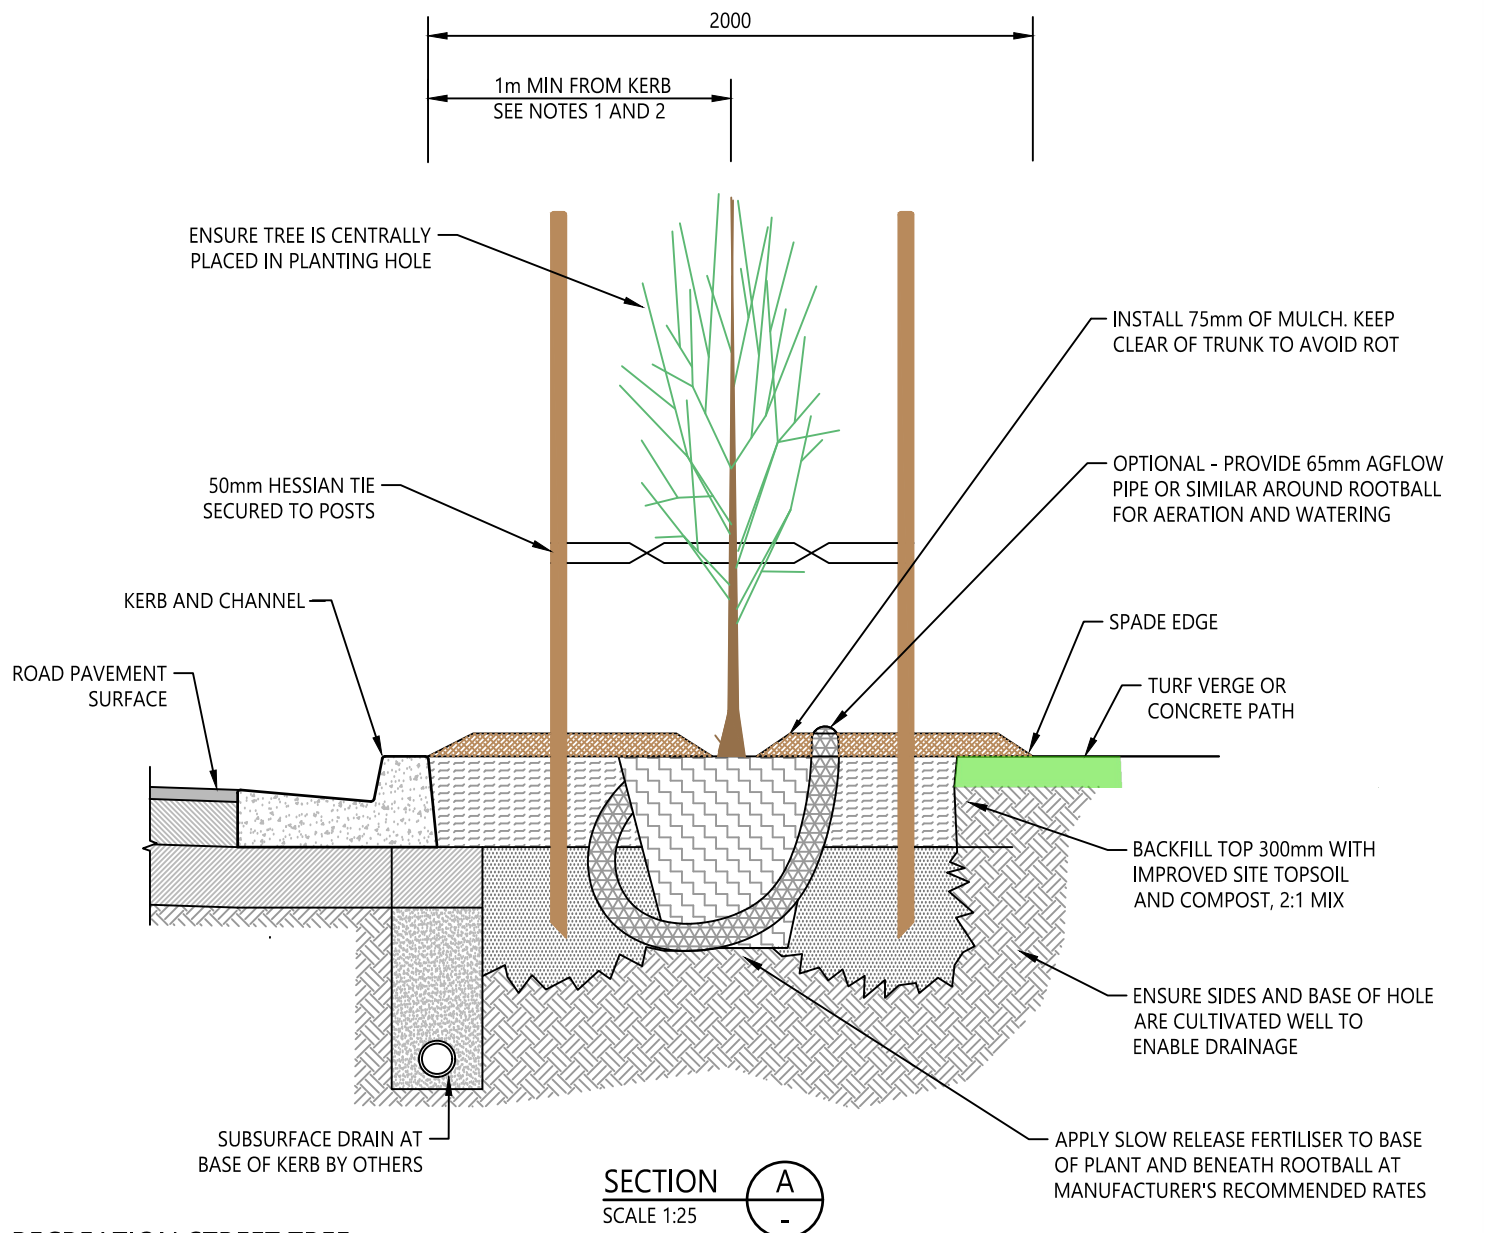 2000
1m MIN FROM KERB
SEE NOTES 1 AND 2
ENSURE TREE IS CENTRALLY
PLACED IN PLANTING HOLE
INSTALL 75mm OF MULCH. KEEP
CLEAR OF TRUNK TO AVOID ROT
50mm HESSIAN TIE
SECURED TO POSTS
OPTIONAL - PROVIDE 65mm AGFLOW
PIPE OR SIMILAR AROUND ROOTBALL
FOR AERATION AND WATERING
KERB AND CHANNEL
SPADE EDGE
ROAD PAVEMENT
SURFACE
TURF VERGE OR
CONCRETE PATH
BACKFILL TOP 300mm WITH
IMPROVED SITE TOPSOIL
AND COMPOST, 2:1 MIX
ENSURE SIDES AND BASE OF HOLE
ARE CULTIVATED WELL TO
ENABLE DRAINAGE
SUBSURFACE DRAIN AT
BASE OF KERB BY OTHERS
APPLY SLOW RELEASE FERTILISER TO BASE
OF PLANT AND BENEATH ROOTBALL AT
MANUFACTURER'S RECOMMENDED RATES
SECTION A
SCALE 1:25 -
RECREATION STREET TREE